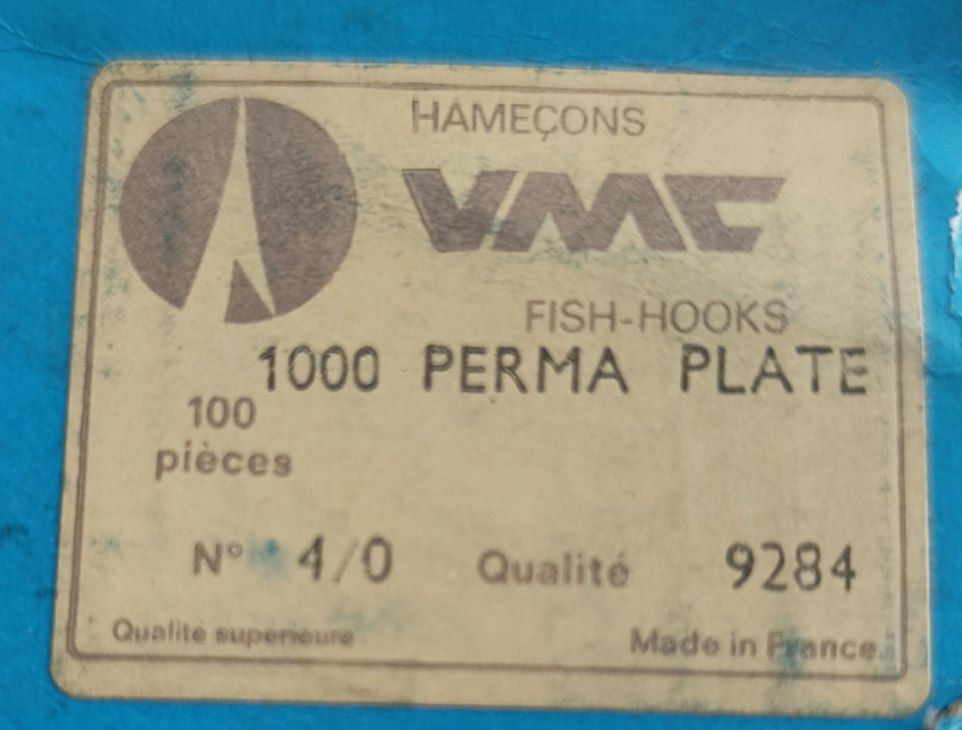 HAMEÇONS
VMC
FISH-HOOKS
1000 PERMA PLATE
100
pièces
N° 4/0 Qualité 9284
Qualité supérieure Made in France